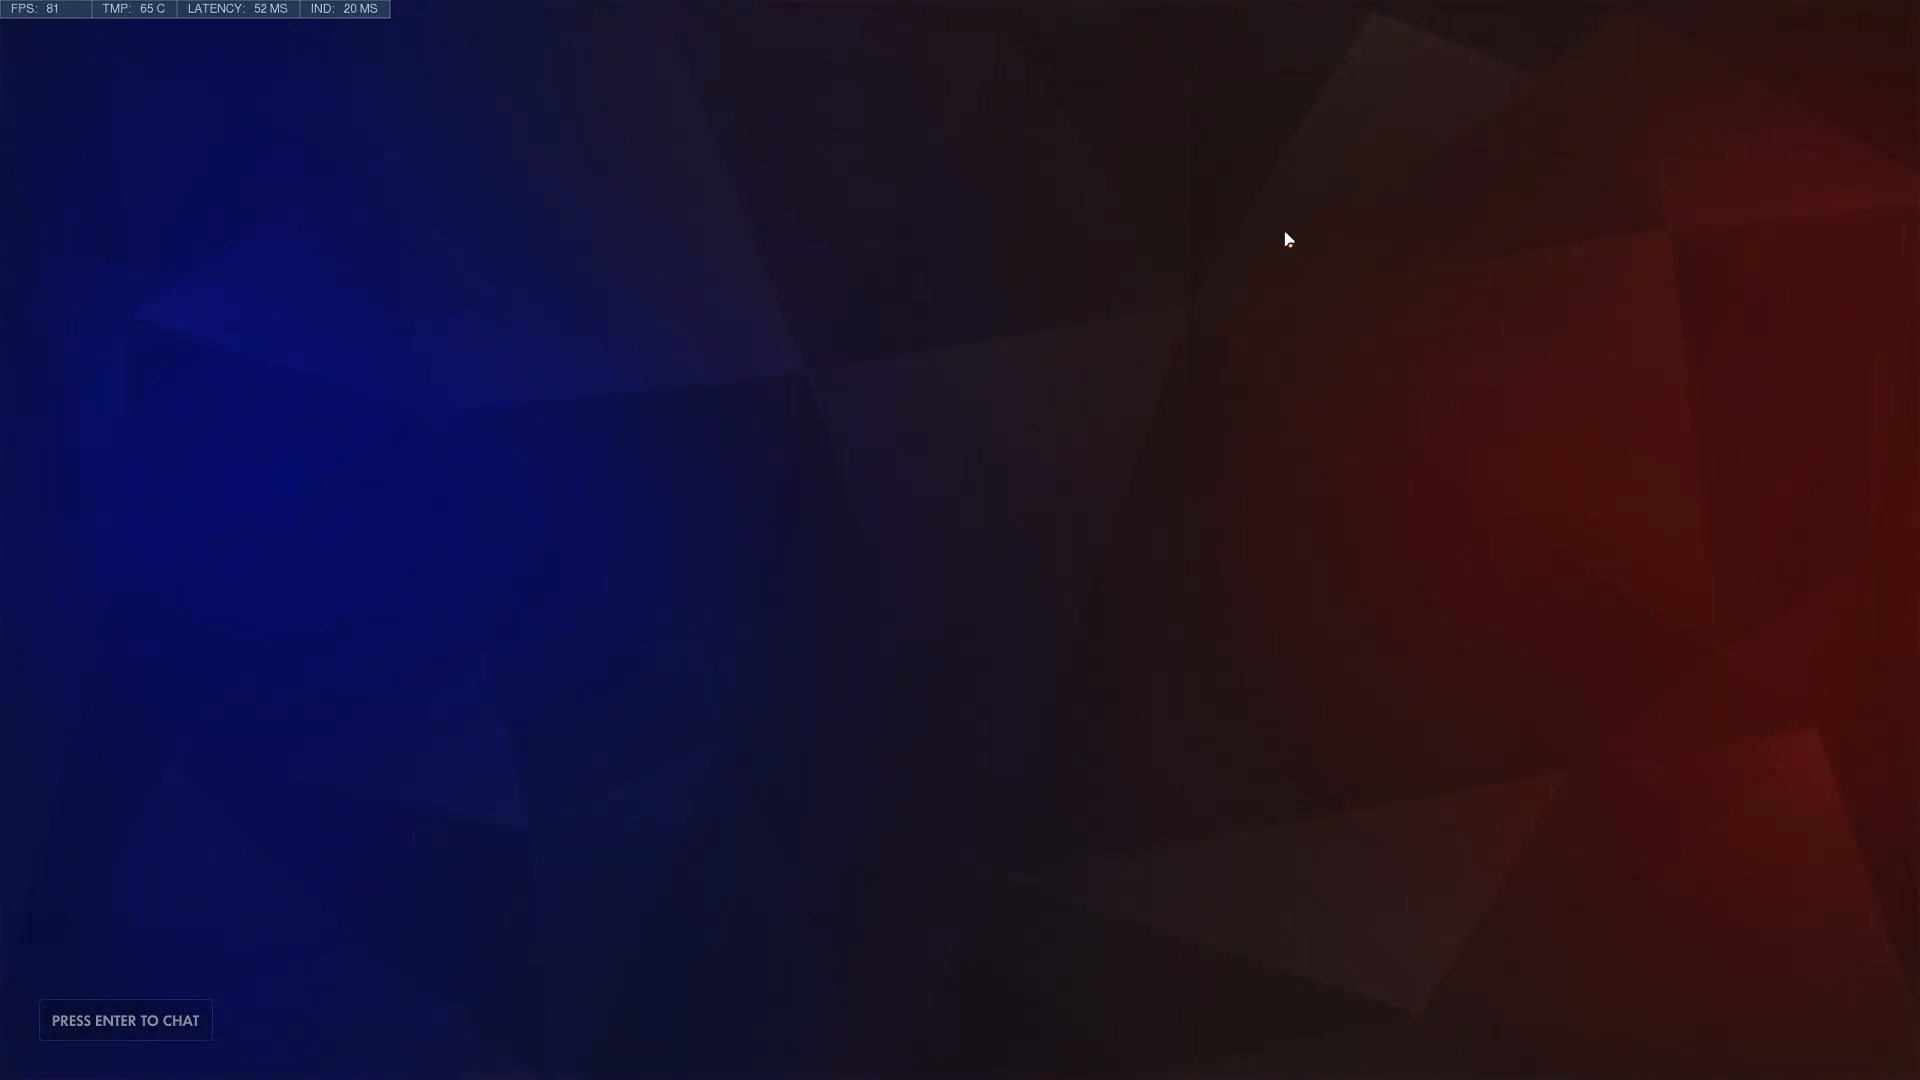 FPS: 81 TMP: 65 C LATENCY: 52 MS IND: 20 MS
PRESS ENTER TO CHAT